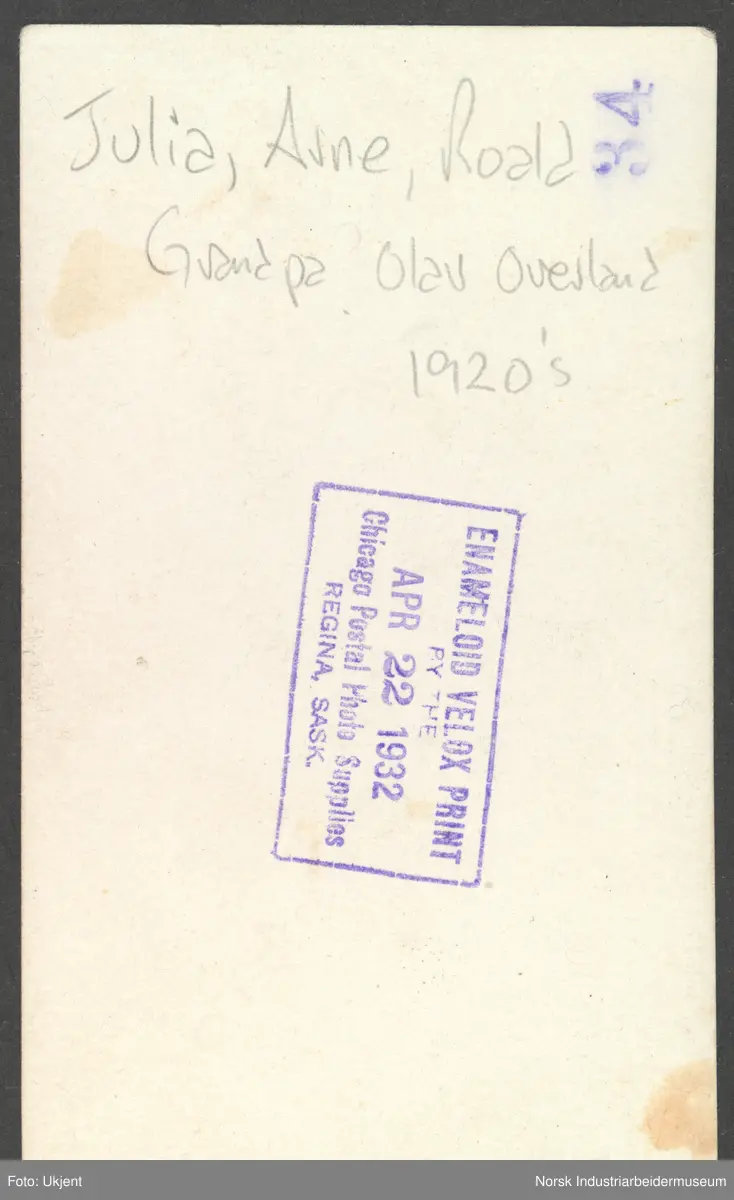 Julia, Arne, Roald
34
Grandpa Olav Overland
1920's
ENAMELOID VELOX PRINT
BY THE
APR 22 1932
Chicago Postal Photo Supplies
REGINA, SASK.
Foto: Ukjent
Norsk Industriarbeidermuseum